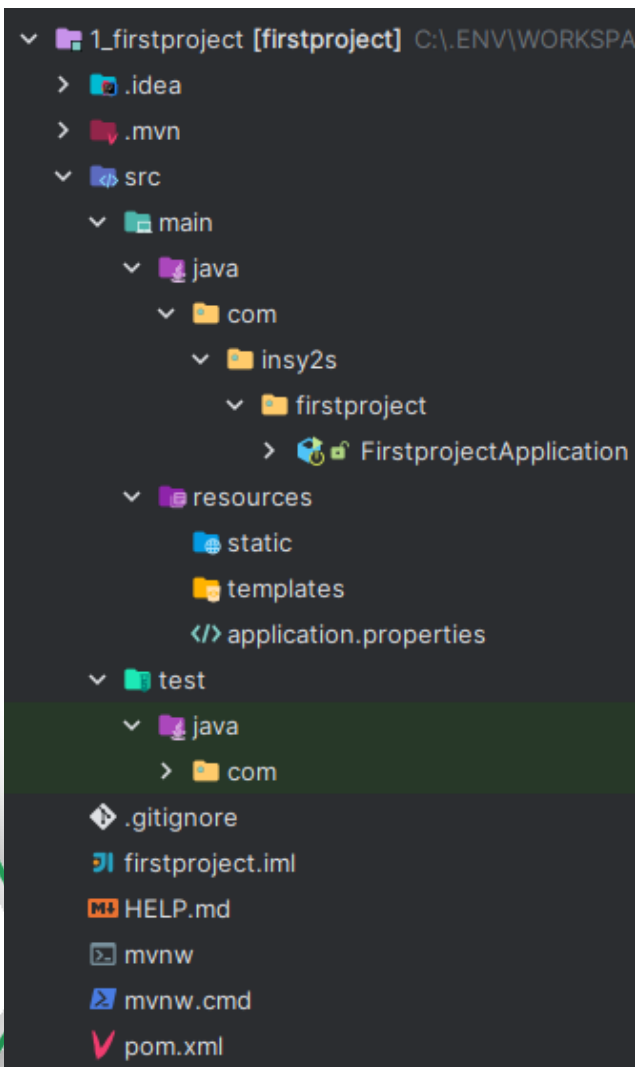 1_firstproject [firstproject] C:\.ENV\WORKSPA
.idea
.mvn
src
main
java
com
insy2s
firstproject
FirstprojectApplication
resources
static
templates
application.properties
test
java
com
.gitignore
firstproject.iml
HELP.md
mvnw
mvnw.cmd
pom.xml